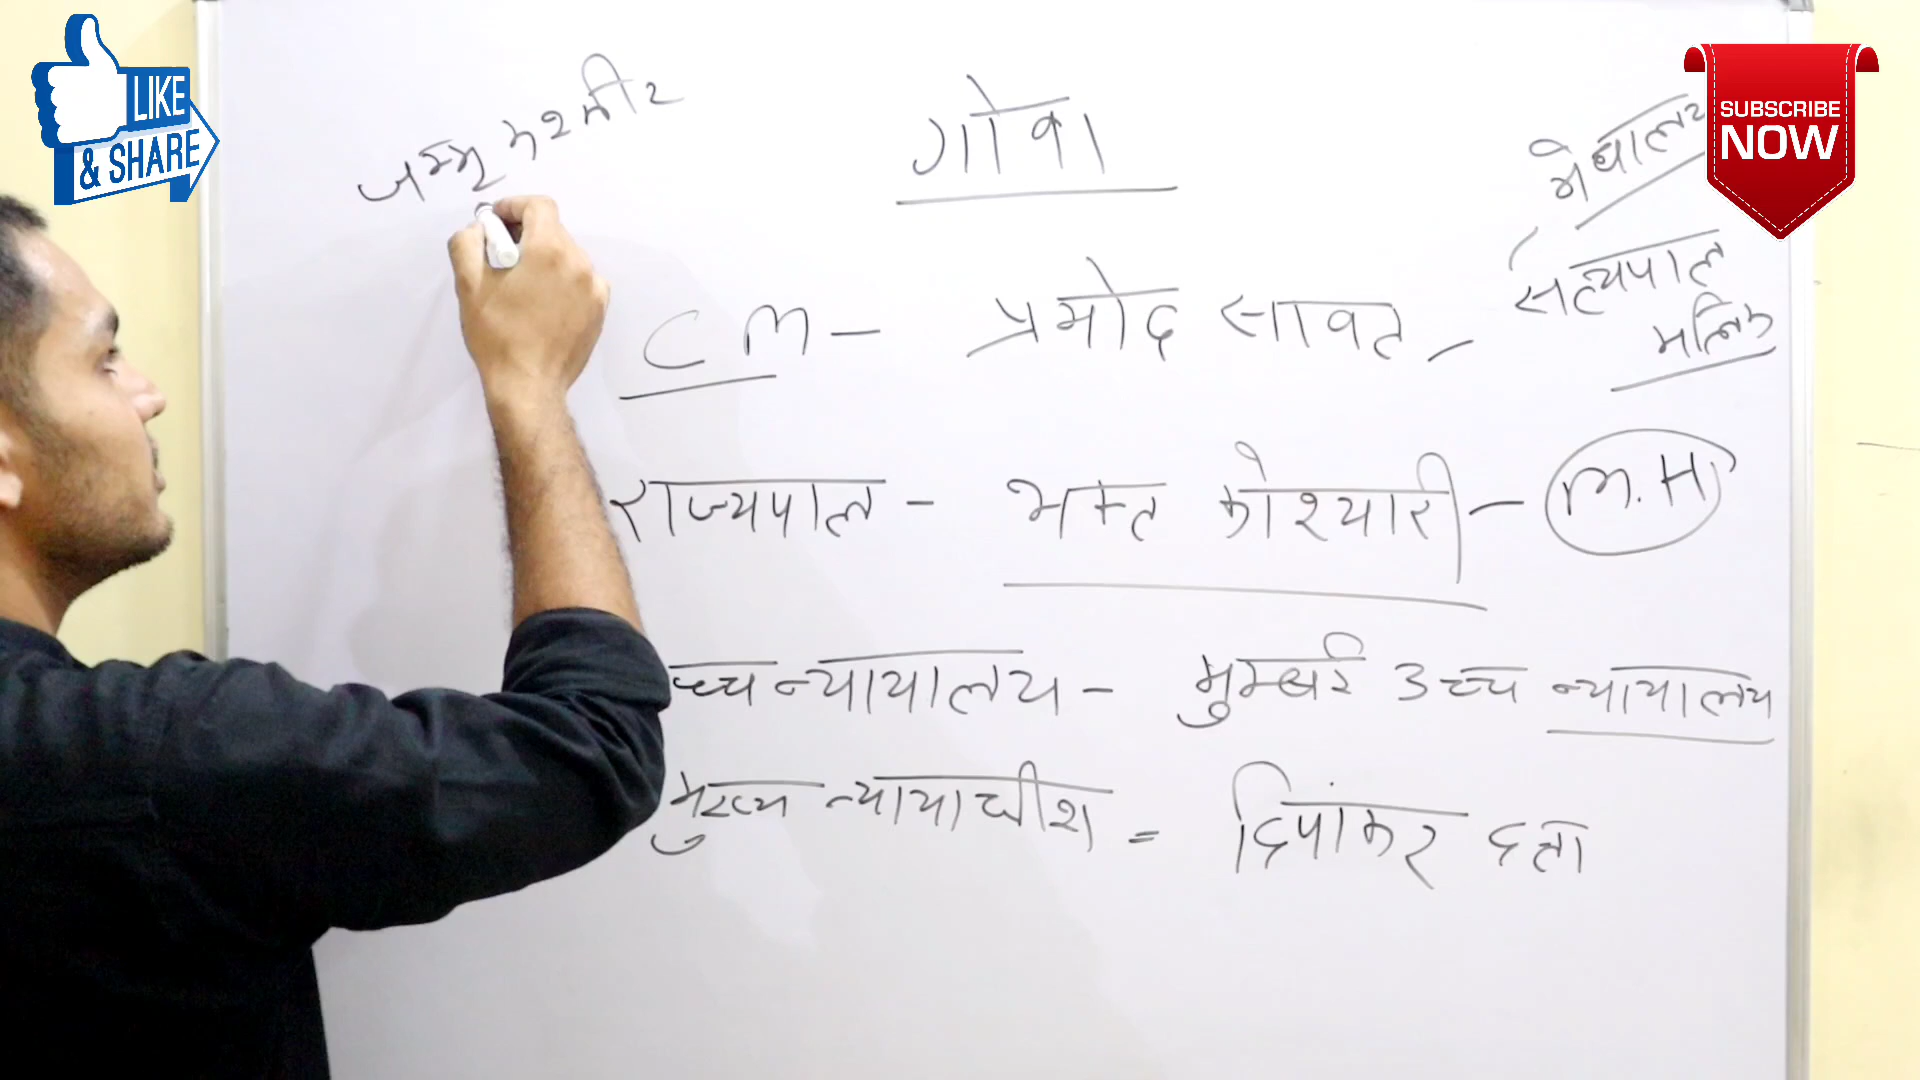 LIKE
& SHARE
SUBSCRIBE
NOW
जम्मू कश्मीर
गोवा
मेघालय
सत्यपाल
मलिक
CM – प्रमोद सावंत –
राज्यपाल – भक्त कोश्यारी – M.H
च्च न्यायालय – मुम्बई उच्च न्यायालय
मुख्य न्यायाधीश = दिपांकर दत्ता